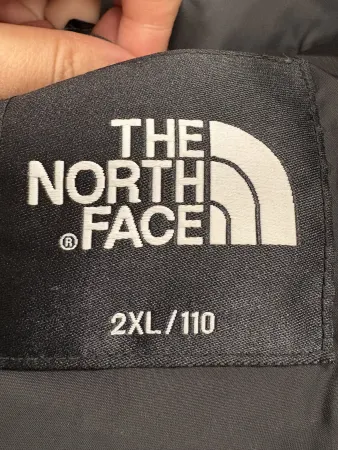 THE
NORTH
® FACE
2XL/110